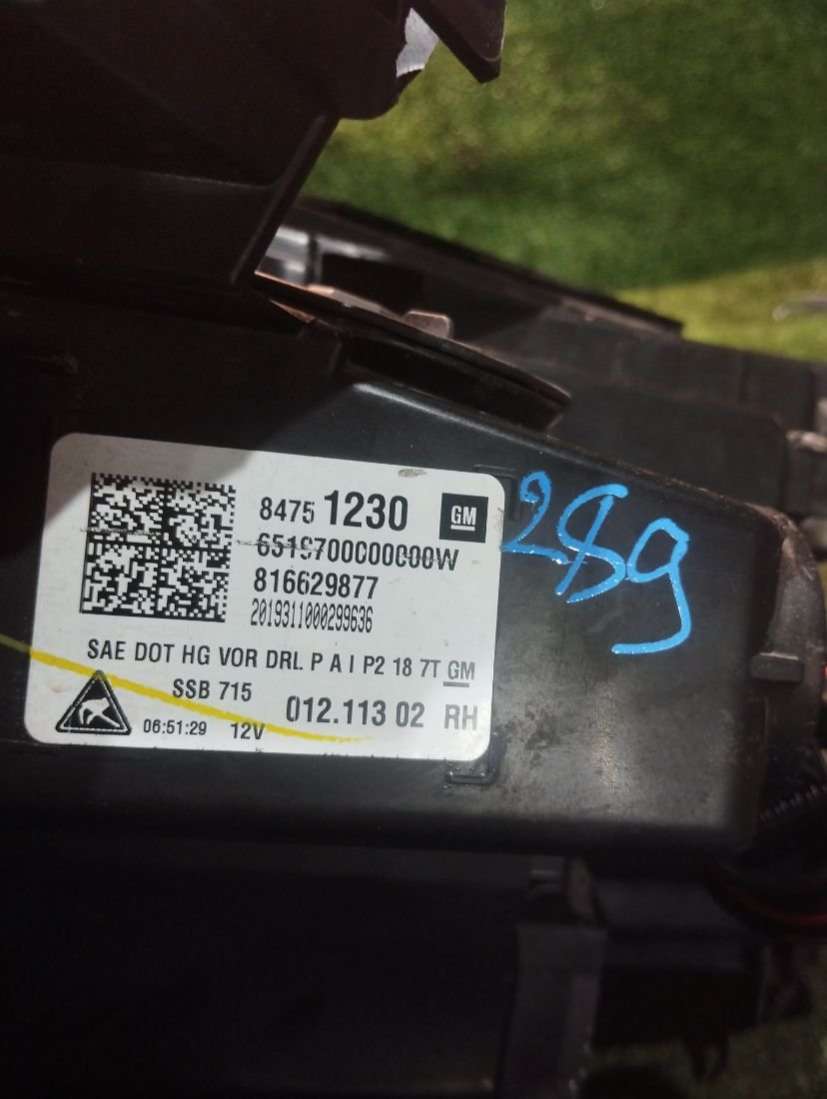 8475 1230 GM
6519700000000W
816629877
2019311000299636
SAE DOT HG VOR DRL P A I P2 18 7T GM
SSB 715
012.113 02 RH
06:51:29 12V
289